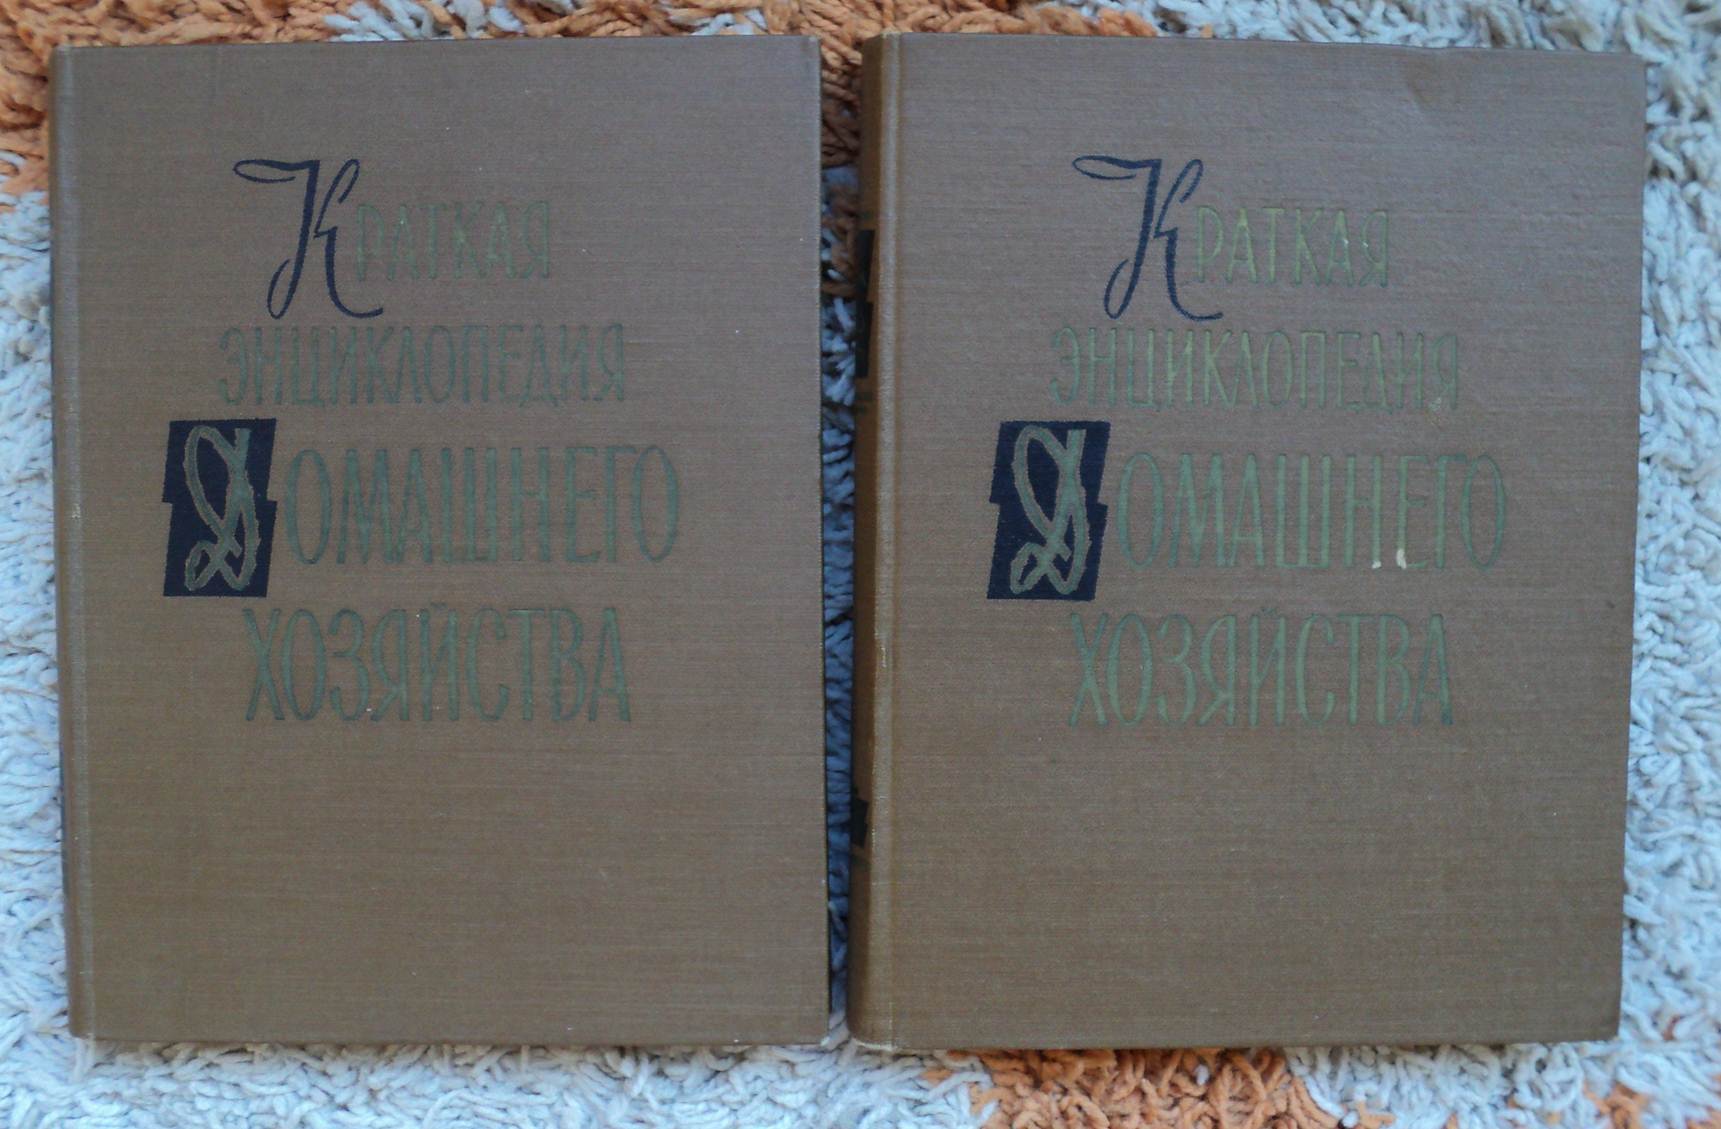 Краткая
энциклопедия
Домашнего
хозяйства
Краткая
энциклопедия
Домашнего
хозяйства